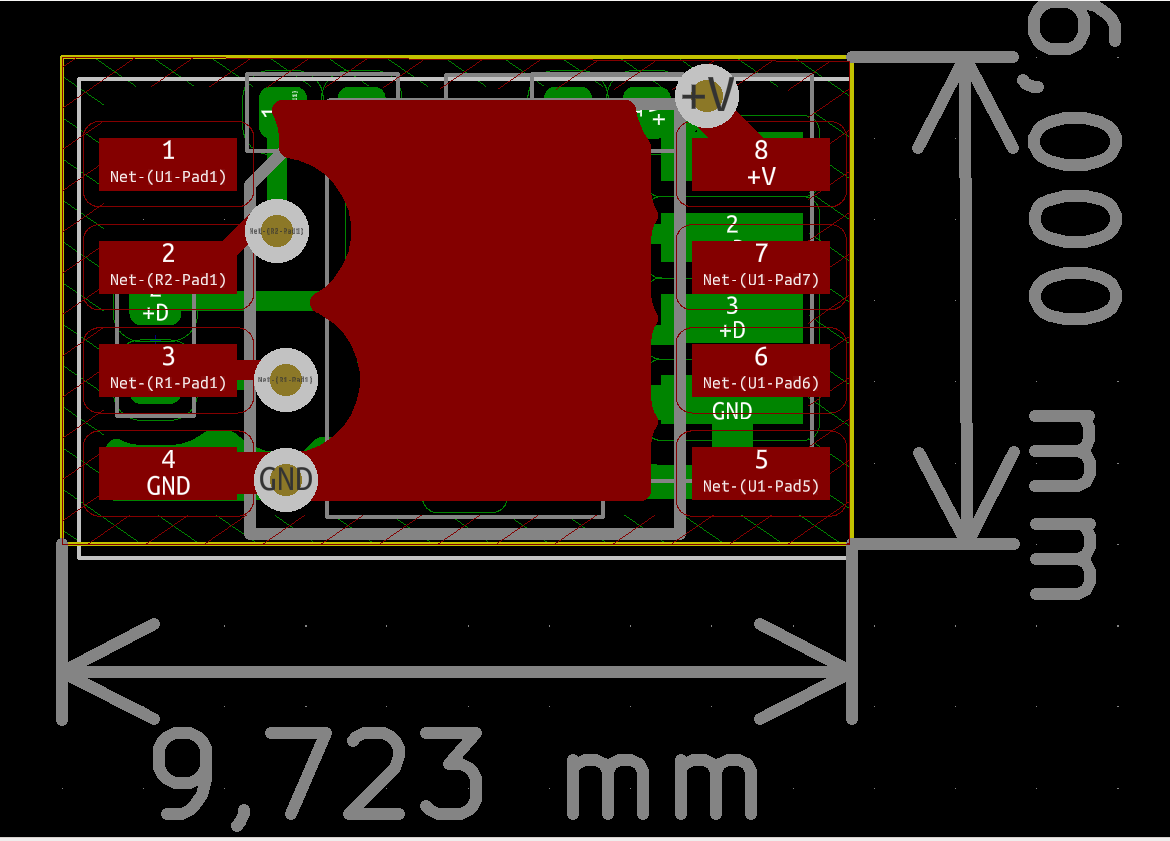 +V
1
1
+
1
Net-(U1-Pad1)
8
+V
Net-(R2-Pad1)
2
2
Net-(R2-Pad1)
7
Net-(U1-Pad7)
+D
3
+D
3
Net-(R1-Pad1)
Net-(R1-Pad1)
6
Net-(U1-Pad6)
GND
4
GND
GND
5
Net-(U1-Pad5)
9,723 mm
6,000 mm